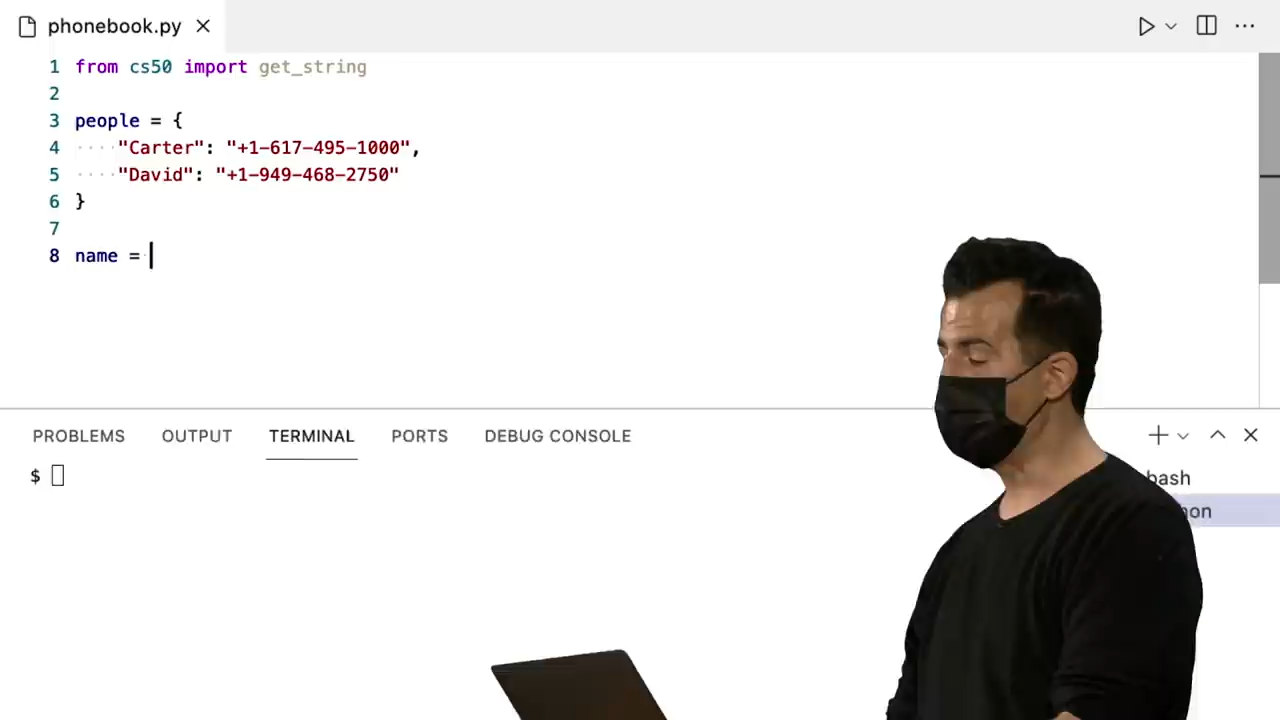 phonebook.py
1 from cs50 import get_string
2
3 people = {
4 "Carter": "+1-617-495-1000",
5 "David": "+1-949-468-2750"
6 }
7
8 name =
PROBLEMS OUTPUT TERMINAL PORTS DEBUG CONSOLE
$
bash